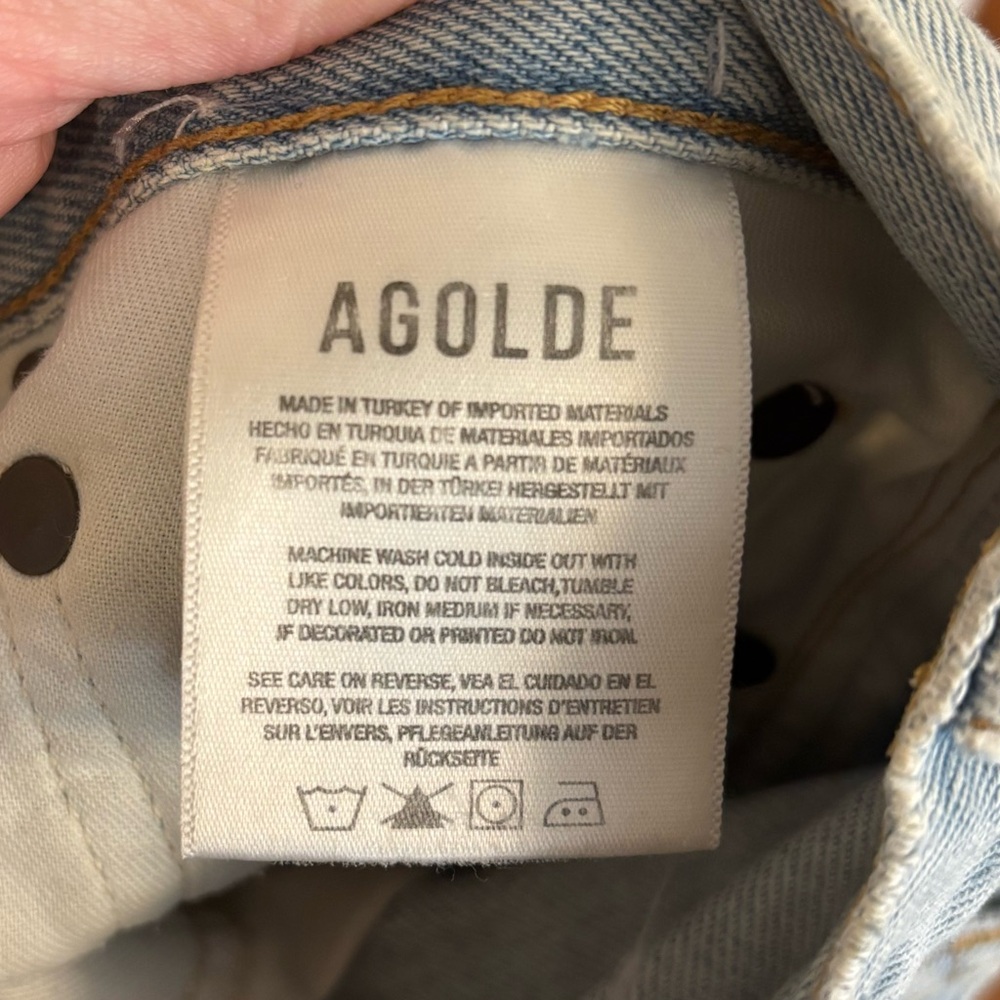 AGOLDE
MADE IN TURKEY OF IMPORTED MATERIALS
HECHO EN TURQUIA DE MATERIALES IMPORTADOS
FABRIQUÉ EN TURQUIE A PARTIR DE MATÉRIAUX
IMPORTÉS, IN DER TÜRKEI HERGESTELLT MIT
IMPORTIERTEN MATERIALIEN
MACHINE WASH COLD INSIDE OUT WITH
LIKE COLORS, DO NOT BLEACH,TUMBLE
DRY LOW, IRON MEDIUM IF NECESSARY,
IF DECORATED OR PRINTED DO NOT IRON.
SEE CARE ON REVERSE, VEA EL CUIDADO EN EL
REVERSO, VOIR LES INSTRUCTIONS D'ENTRETIEN
SUR L'ENVERS, PFLEGEANLEITUNG AUF DER
RÜCKSEITE